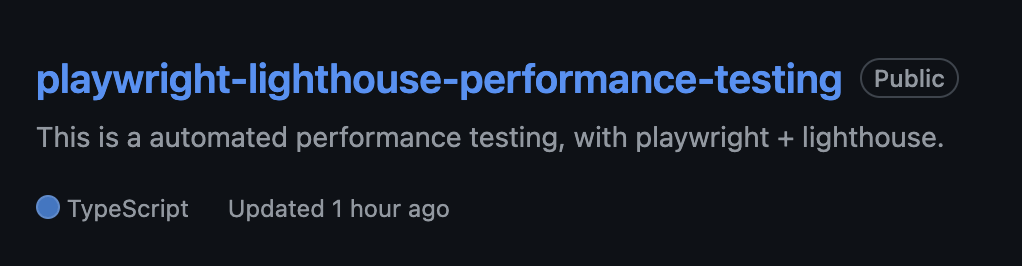 playwright-lighthouse-performance-testing Public
This is a automated performance testing, with playwright + lighthouse.
TypeScript Updated 1 hour ago